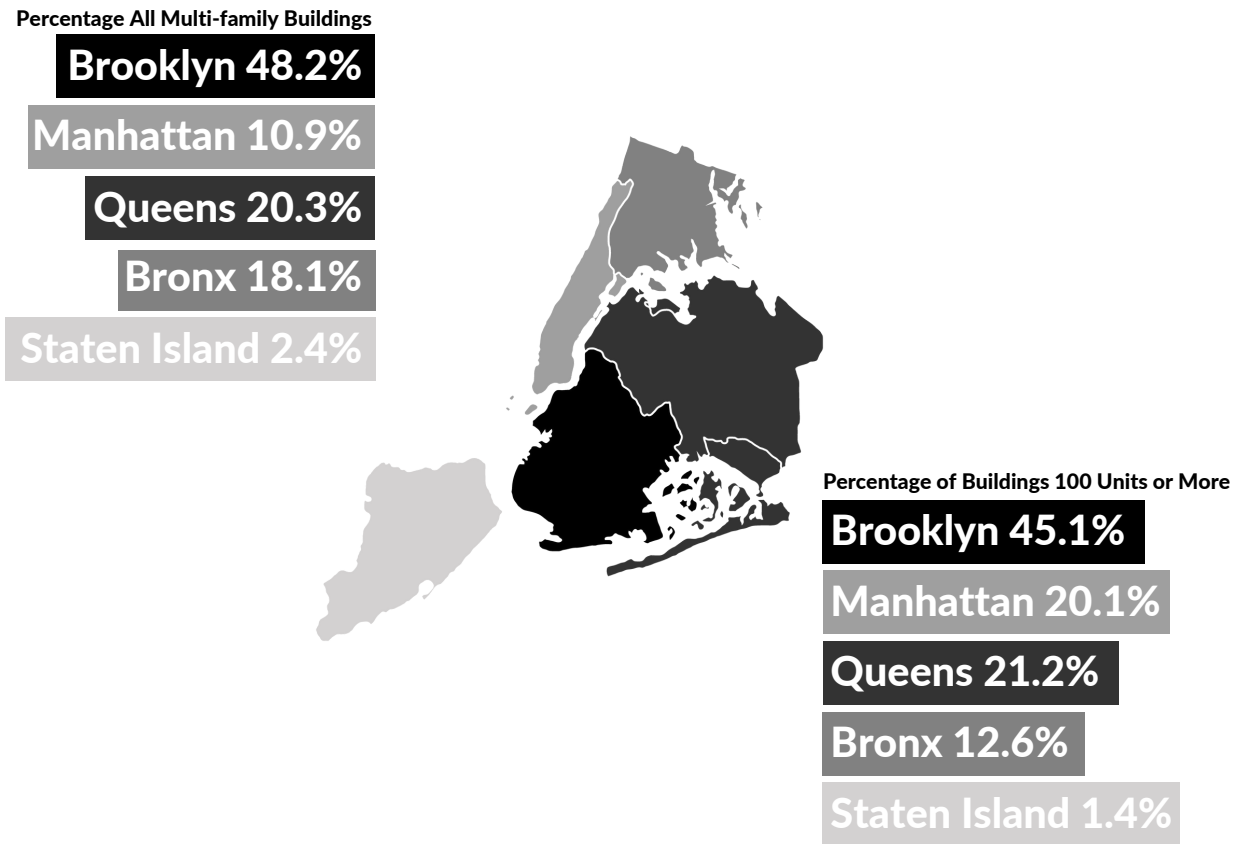 Percentage All Multi-family Buildings
Brooklyn 48.2%
Manhattan 10.9%
Queens 20.3%
Bronx 18.1%
Staten Island 2.4%
Percentage of Buildings 100 Units or More
Brooklyn 45.1%
Manhattan 20.1%
Queens 21.2%
Bronx 12.6%
Staten Island 1.4%